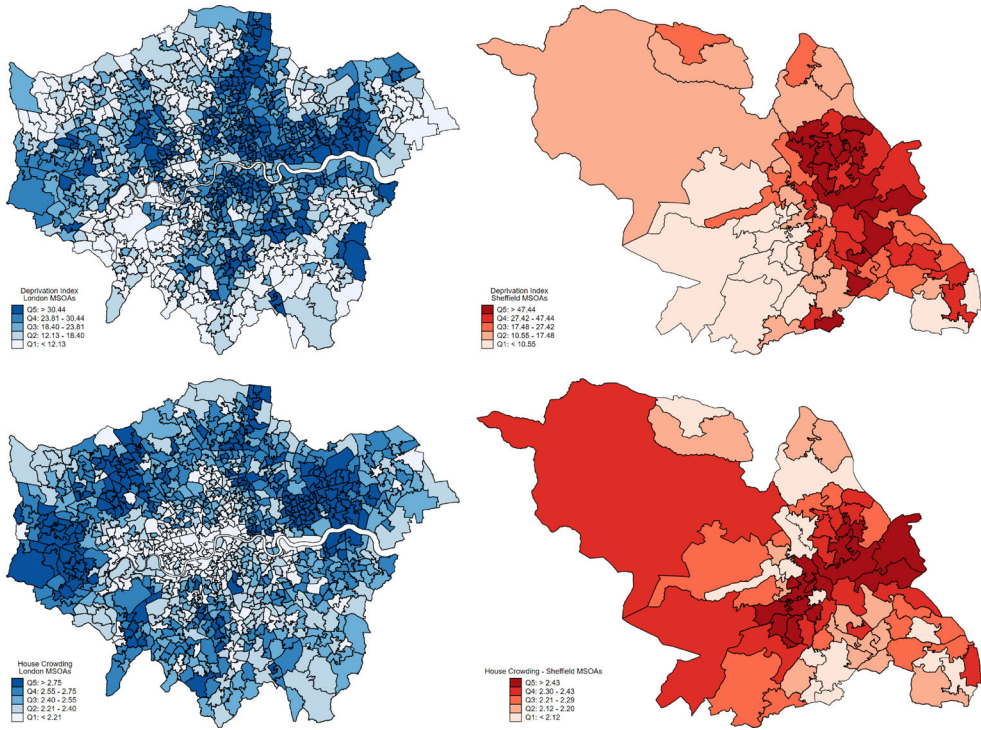 Deprivation Index
London MSOAs
Q5: > 30.44
Q4: 23.81 - 30.44
Q3: 18.40 - 23.81
Q2: 12.13 - 18.40
Q1: < 12.13
Deprivation Index
Sheffield MSOAs
Q5: > 47.44
Q4: 27.42 - 47.44
Q3: 17.48 - 27.42
Q2: 10.55 - 17.48
Q1: < 10.55
House Crowding
London MSOAs
Q5: > 2.75
Q4: 2.55 - 2.75
Q3: 2.40 - 2.55
Q2: 2.21 - 2.40
Q1: < 2.21
House Crowding - Sheffield MSOAs
Q5: > 2.43
Q4: 2.30 - 2.43
Q3: 2.21 - 2.29
Q2: 2.12 - 2.20
Q1: < 2.12